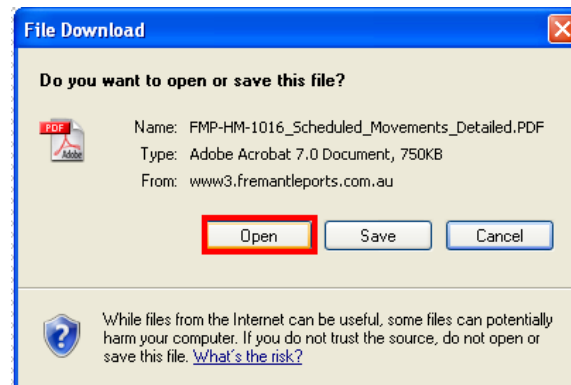 File Download
Do you want to open or save this file?
PDF
Adobe
Name: FMP-HM-1016_Scheduled_Movements_Detailed.PDF
Type: Adobe Acrobat 7.0 Document, 750KB
From: www3.fremantleports.com.au
Open Save Cancel
While files from the Internet can be useful, some files can potentially
harm your computer. If you do not trust the source, do not open or
save this file. What's the risk?